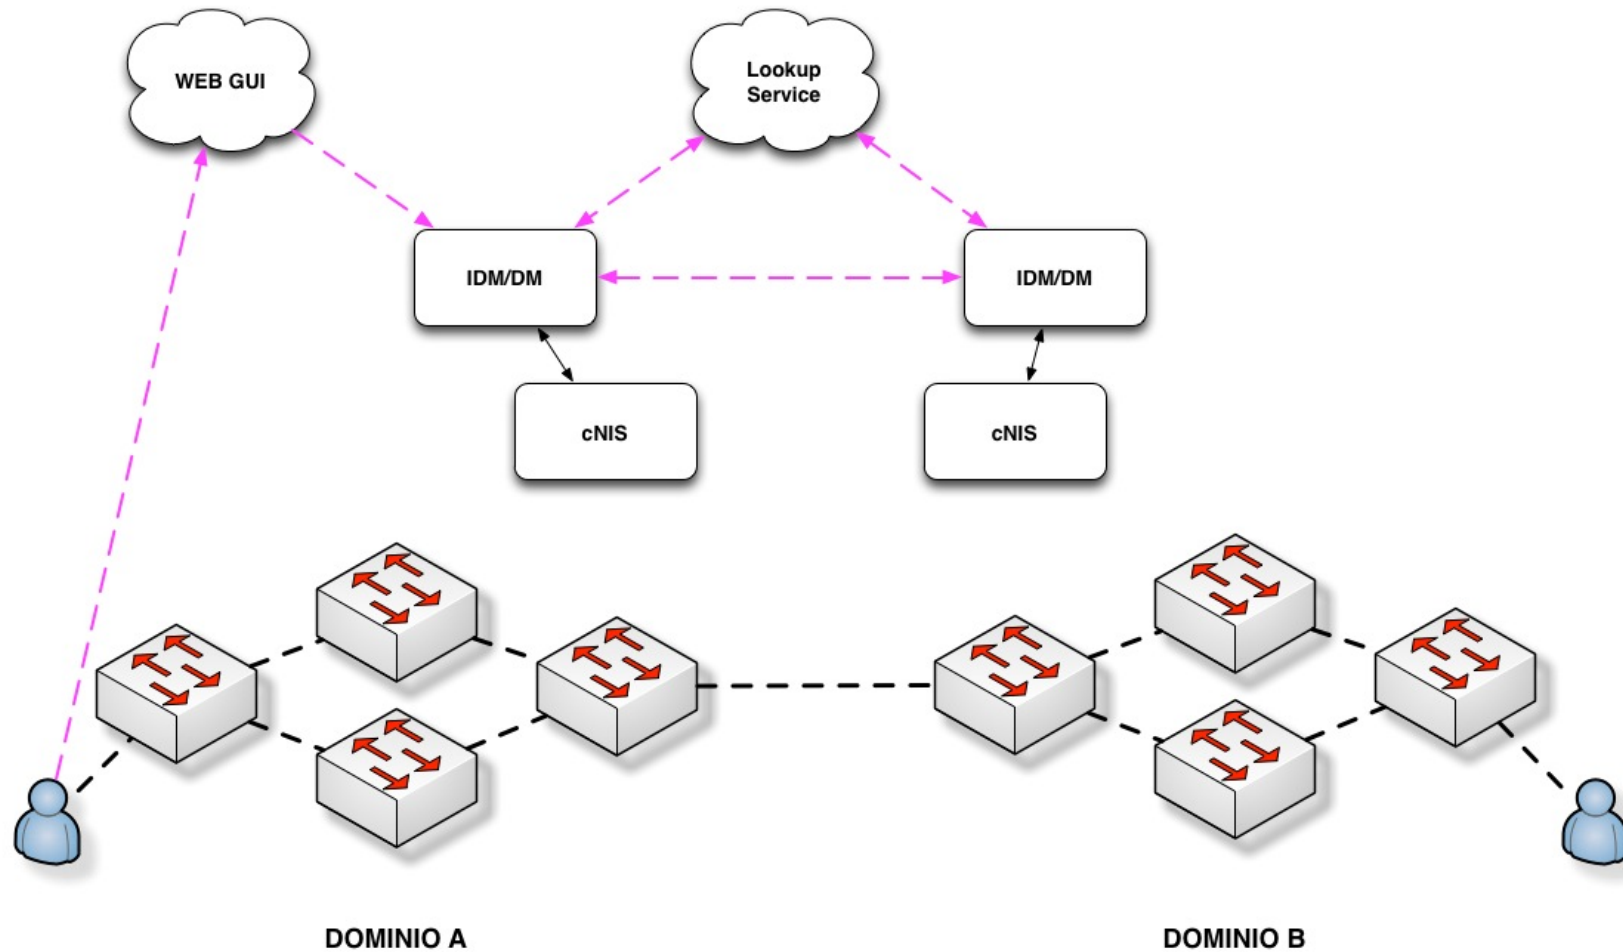 WEB GUI
Lookup
Service
IDM/DM
IDM/DM
cNIS
cNIS
DOMINIO A
DOMINIO B